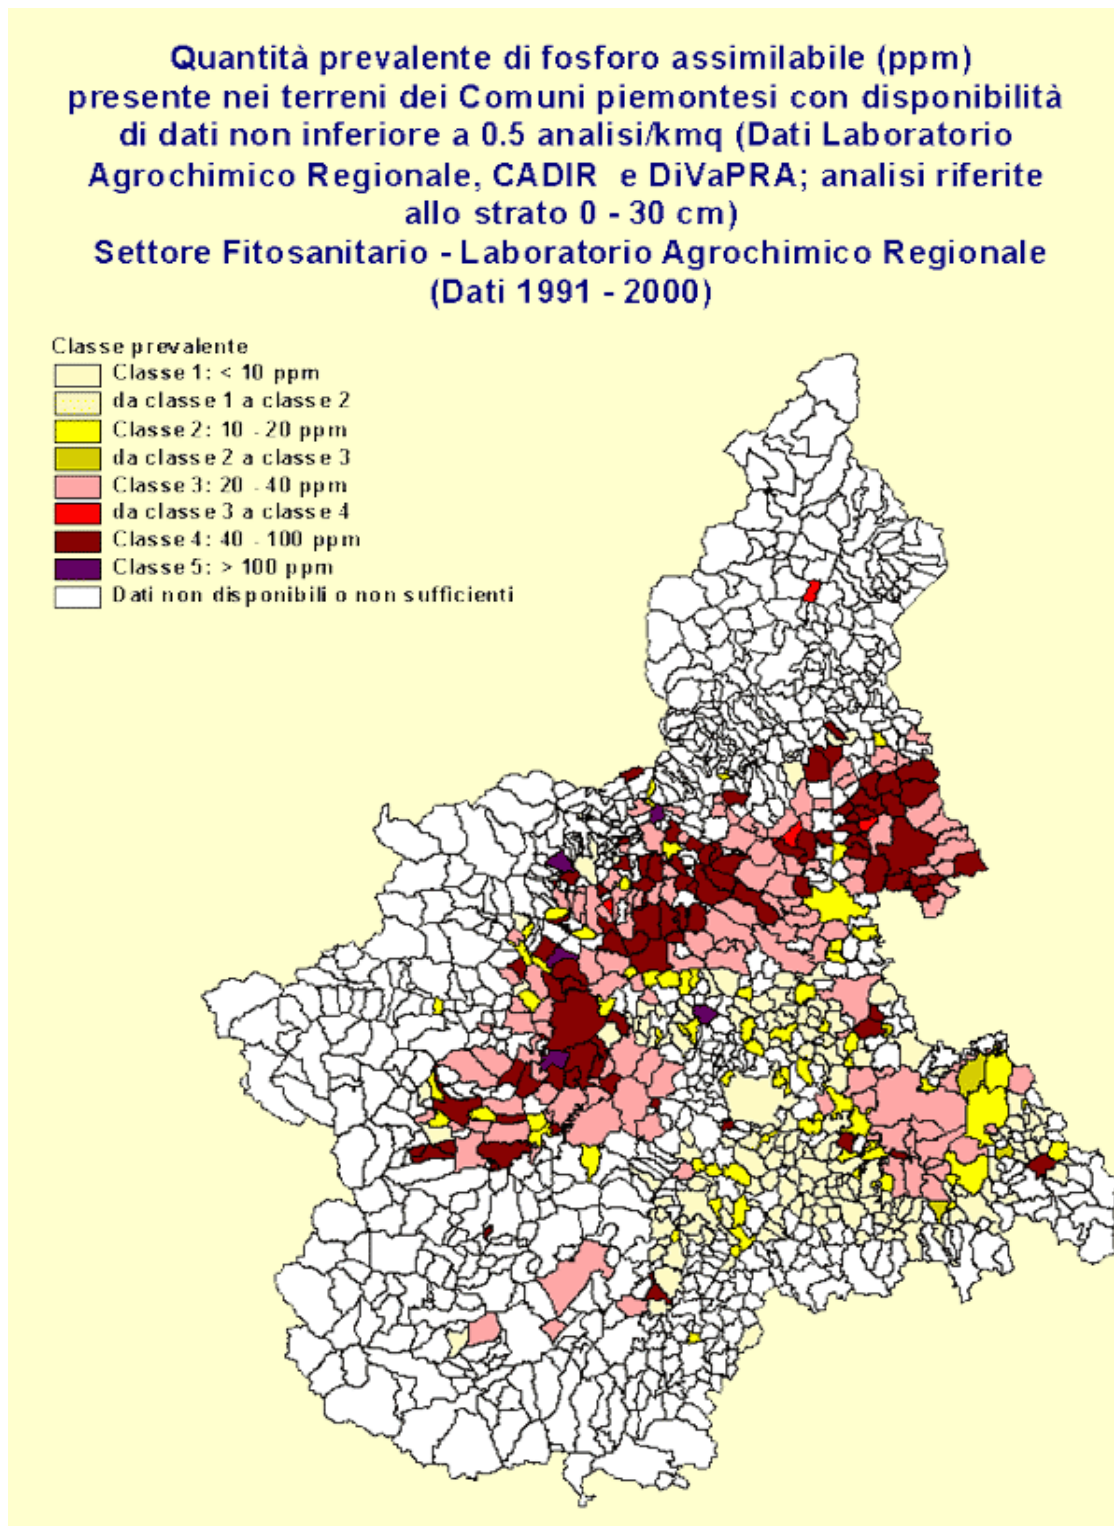 Quantità prevalente di fosforo assimilabile (ppm)
presente nei terreni dei Comuni piemontesi con disponibilità
di dati non inferiore a 0.5 analisi/kmq (Dati Laboratorio
Agrochimico Regionale, CADIR e DiVaPRA; analisi riferite
allo strato 0 - 30 cm)
Settore Fitosanitario - Laboratorio Agrochimico Regionale
(Dati 1991 - 2000)
Classe prevalente
Classe 1: < 10 ppm
da classe 1 a classe 2
Classe 2: 10 - 20 ppm
da classe 2 a classe 3
Classe 3: 20 - 40 ppm
da classe 3 a classe 4
Classe 4: 40 - 100 ppm
Classe 5: > 100 ppm
Dati non disponibili o non sufficienti